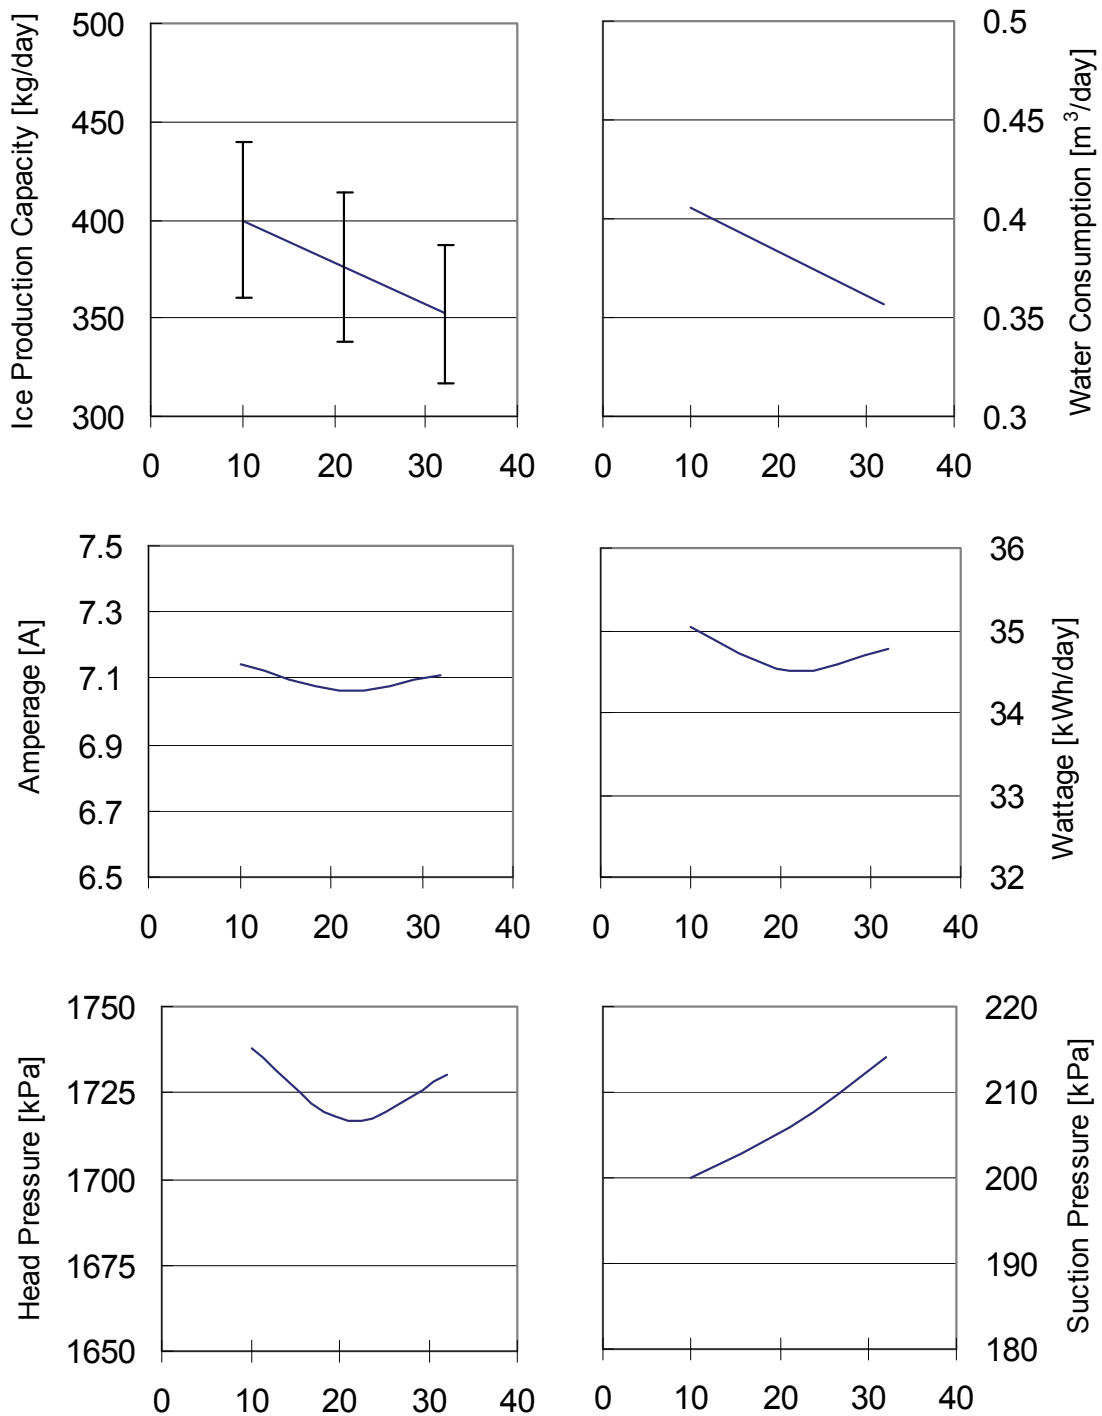 Ice Production Capacity [kg/day]
500
450
400
350
300
0 10 20 30 40
0.5
0.45
0.4
0.35
0.3
Water Consumption [m³/day]
0 10 20 30 40
Amperage [A]
7.5
7.3
7.1
6.9
6.7
6.5
0 10 20 30 40
36
35
34
33
32
Wattage [kWh/day]
0 10 20 30 40
Head Pressure [kPa]
1750
1725
1700
1675
1650
0 10 20 30 40
220
210
200
190
180
Suction Pressure [kPa]
0 10 20 30 40